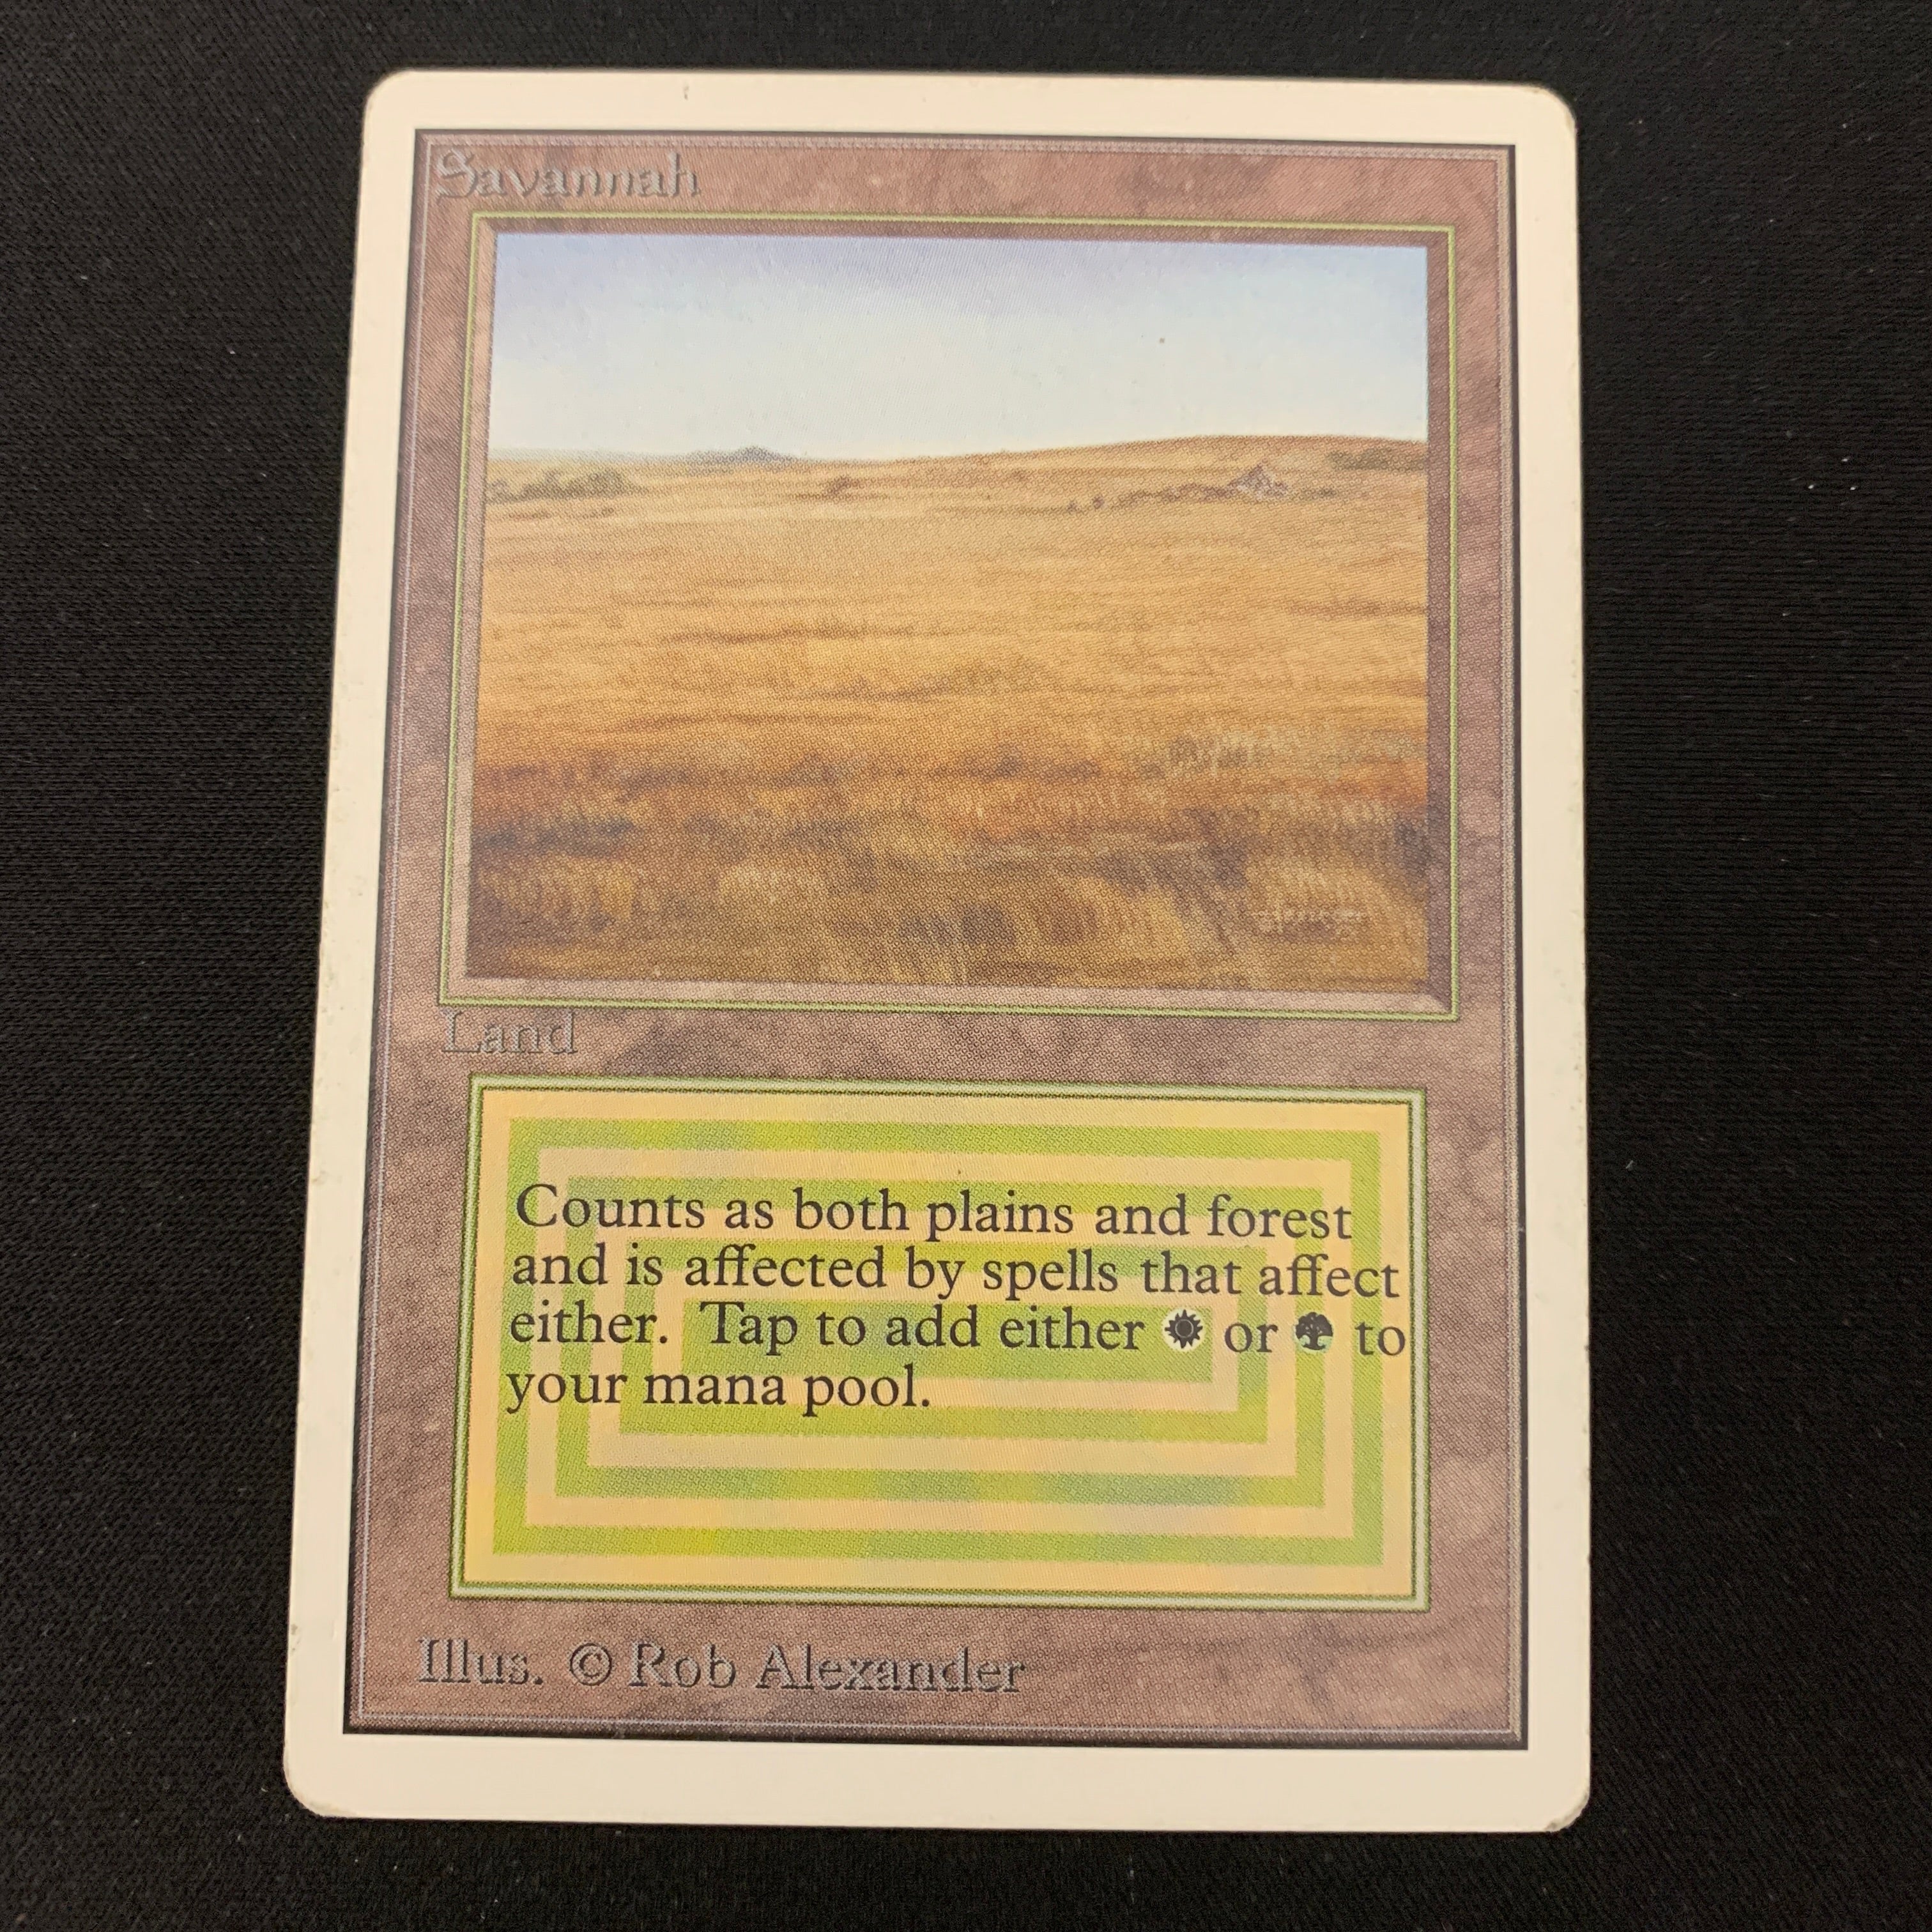 Savannah
Land
Counts as both plains and forest
and is affected by spells that affect
either. Tap to add either or to
your mana pool.
Illus. © Rob Alexander